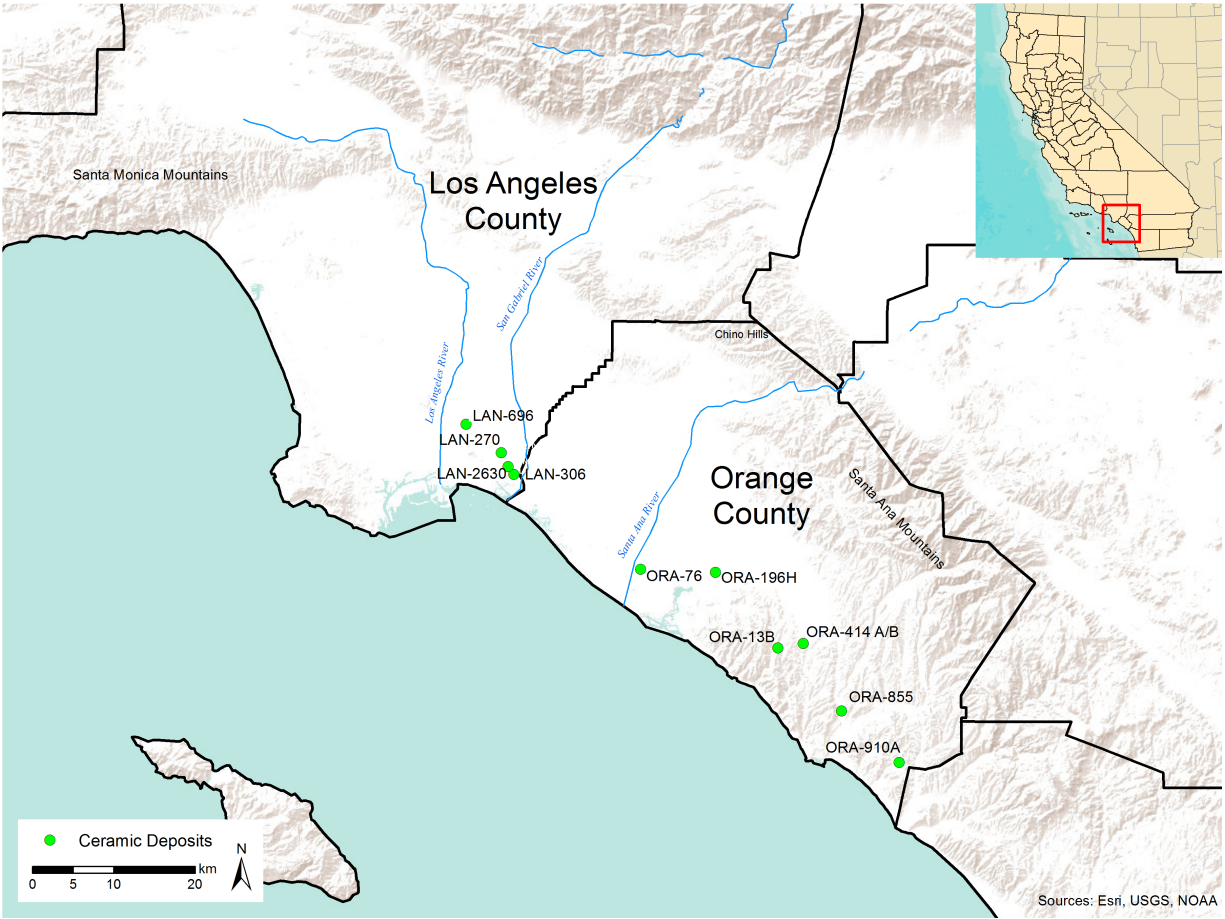 Santa Monica Mountains
Los Angeles
County
San Gabriel River
Los Angeles River
Chino Hills
LAN-696
LAN-270
LAN-2630
LAN-306
Orange
County
Santa Ana Mountains
Santa Ana River
ORA-76
ORA-196H
ORA-13B
ORA-414 A/B
ORA-855
ORA-910A
Ceramic Deposits
km
0 5 10 20
N
Sources: Esri, USGS, NOAA